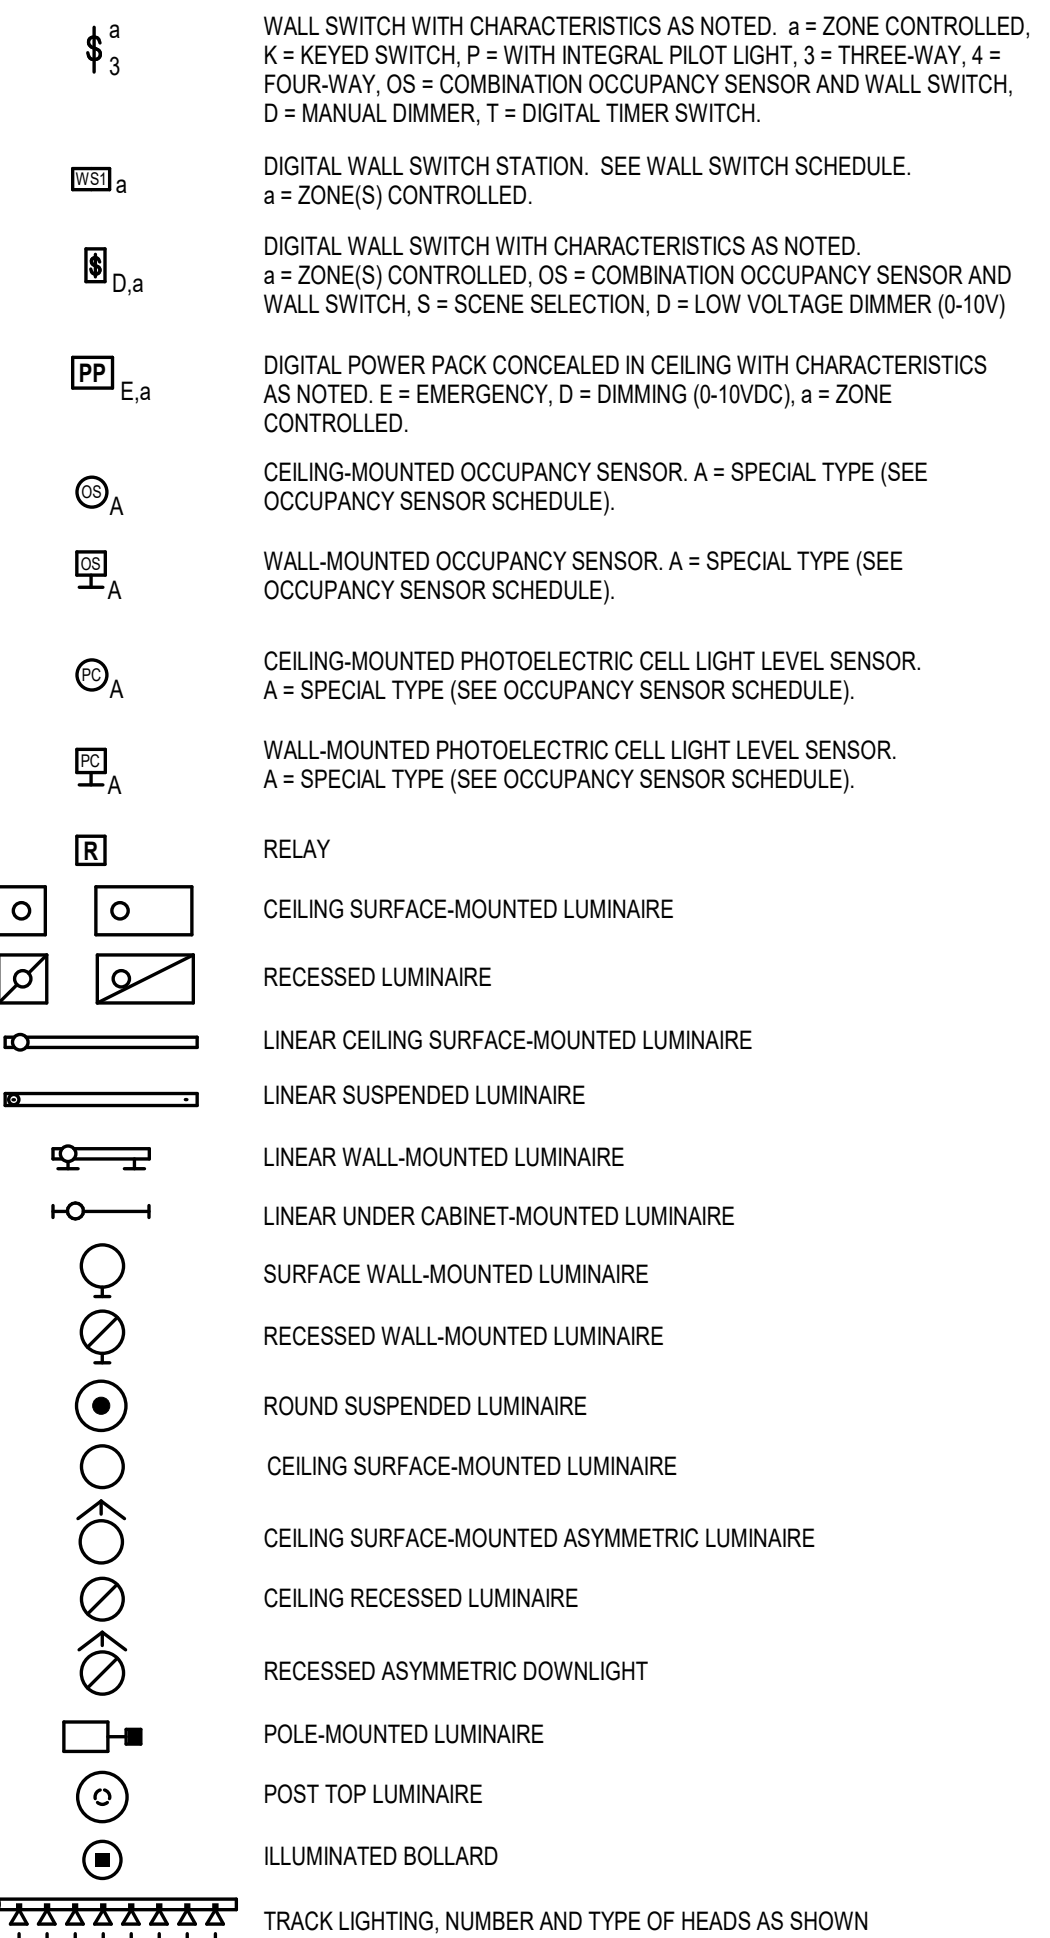 $ a
3
WALL SWITCH WITH CHARACTERISTICS AS NOTED. a = ZONE CONTROLLED,
K = KEYED SWITCH, P = WITH INTEGRAL PILOT LIGHT, 3 = THREE-WAY, 4 =
FOUR-WAY, OS = COMBINATION OCCUPANCY SENSOR AND WALL SWITCH,
D = MANUAL DIMMER, T = DIGITAL TIMER SWITCH.
WS1 a
DIGITAL WALL SWITCH STATION. SEE WALL SWITCH SCHEDULE.
a = ZONE(S) CONTROLLED.
$ D,a
DIGITAL WALL SWITCH WITH CHARACTERISTICS AS NOTED.
a = ZONE(S) CONTROLLED, OS = COMBINATION OCCUPANCY SENSOR AND
WALL SWITCH, S = SCENE SELECTION, D = LOW VOLTAGE DIMMER (0-10V)
PP E,a
DIGITAL POWER PACK CONCEALED IN CEILING WITH CHARACTERISTICS
AS NOTED. E = EMERGENCY, D = DIMMING (0-10VDC), a = ZONE
CONTROLLED.
OS A
CEILING-MOUNTED OCCUPANCY SENSOR. A = SPECIAL TYPE (SEE
OCCUPANCY SENSOR SCHEDULE).
OS A
WALL-MOUNTED OCCUPANCY SENSOR. A = SPECIAL TYPE (SEE
OCCUPANCY SENSOR SCHEDULE).
PC A
CEILING-MOUNTED PHOTOELECTRIC CELL LIGHT LEVEL SENSOR.
A = SPECIAL TYPE (SEE OCCUPANCY SENSOR SCHEDULE).
PC A
WALL-MOUNTED PHOTOELECTRIC CELL LIGHT LEVEL SENSOR.
A = SPECIAL TYPE (SEE OCCUPANCY SENSOR SCHEDULE).
R RELAY
CEILING SURFACE-MOUNTED LUMINAIRE
RECESSED LUMINAIRE
LINEAR CEILING SURFACE-MOUNTED LUMINAIRE
LINEAR SUSPENDED LUMINAIRE
LINEAR WALL-MOUNTED LUMINAIRE
LINEAR UNDER CABINET-MOUNTED LUMINAIRE
SURFACE WALL-MOUNTED LUMINAIRE
RECESSED WALL-MOUNTED LUMINAIRE
ROUND SUSPENDED LUMINAIRE
CEILING SURFACE-MOUNTED LUMINAIRE
CEILING SURFACE-MOUNTED ASYMMETRIC LUMINAIRE
CEILING RECESSED LUMINAIRE
RECESSED ASYMMETRIC DOWNLIGHT
POLE-MOUNTED LUMINAIRE
POST TOP LUMINAIRE
ILLUMINATED BOLLARD
TRACK LIGHTING, NUMBER AND TYPE OF HEADS AS SHOWN